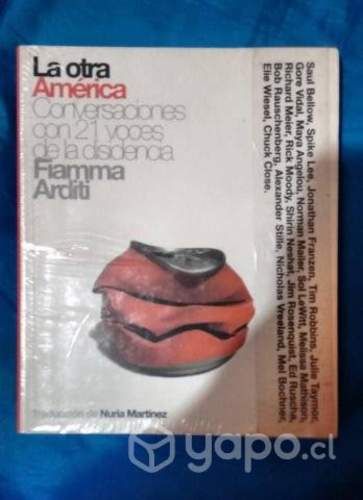 La otra
América
Conversaciones
con 21 voces
de la disidencia
Fiamma
Arditi
Saul Bellow, Spike Lee, Jonathan Franzen, Tim Robbins, Julie Taymor,
Gore Vidal, Maya Angelou, Norman Mailer, Sol LeWitt, Melissa Mathison,
Richard Meier, Rick Moody, Shirin Neshat, Jim Rosenquist, Ed Ruscha,
Bob Rauschenberg, Alexander Stille, Nicholas Vreeland, Mel Bochner,
Elie Wiesel, Chuck Close.
Traducción de Nuria Martínez
yapo.cl